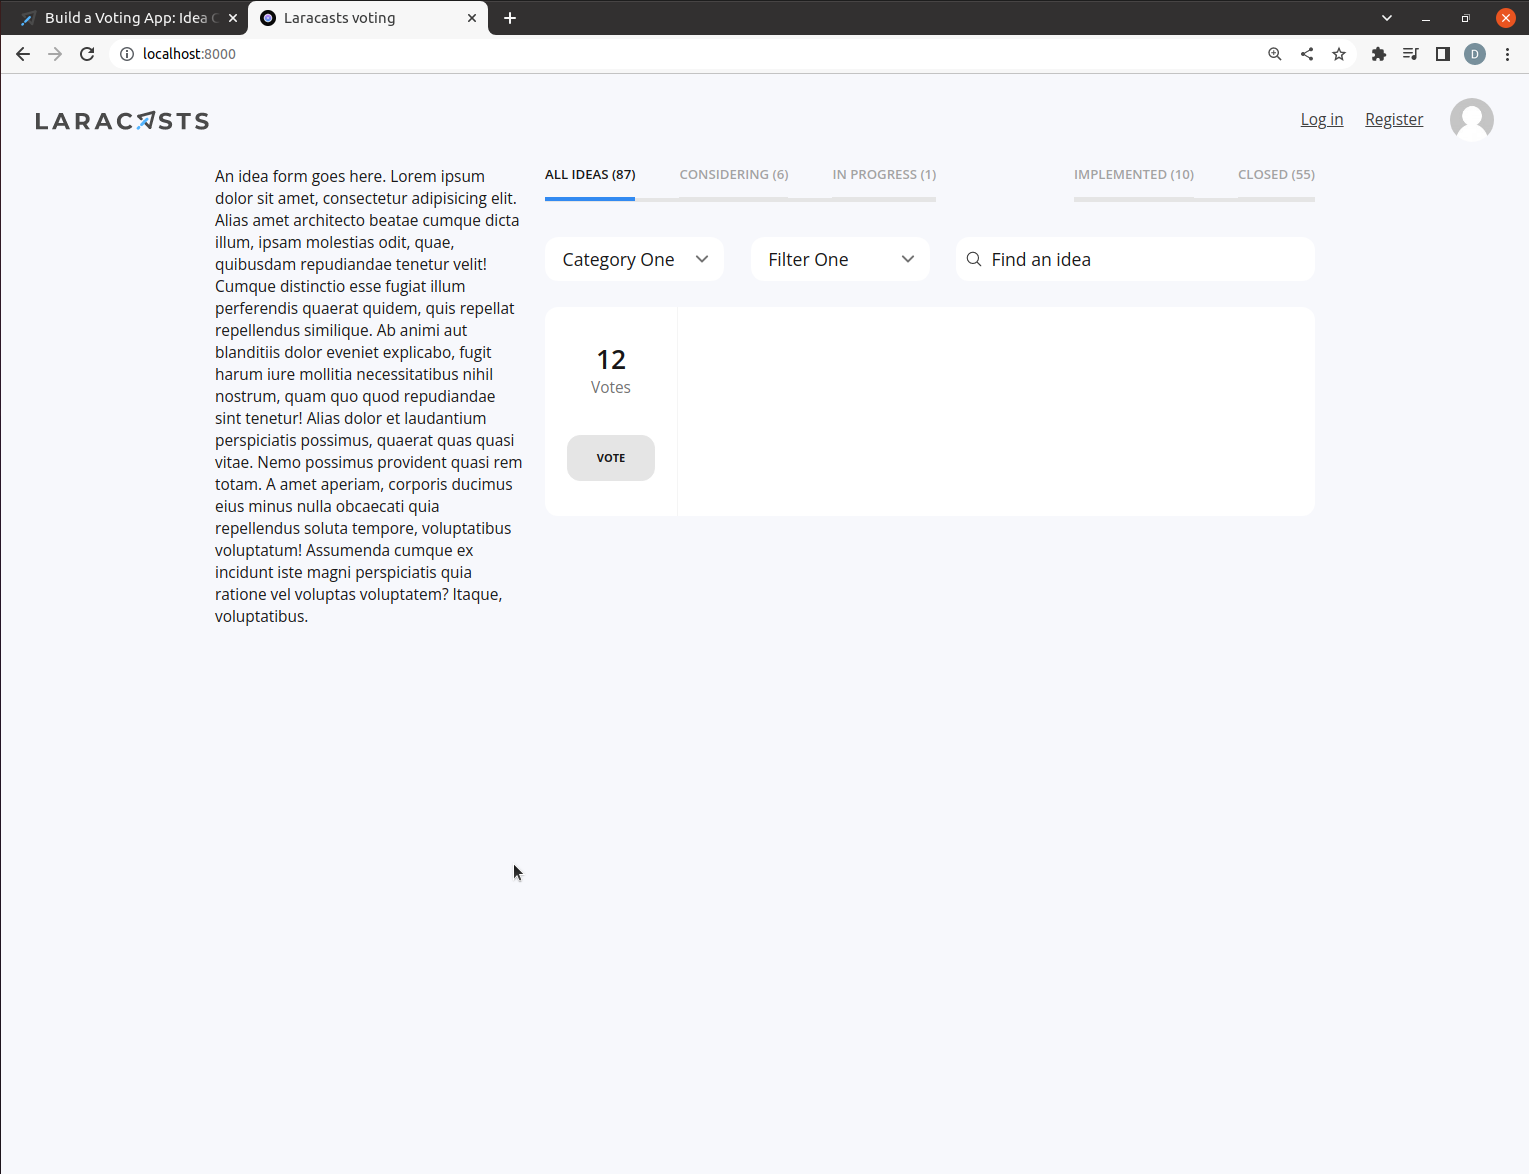 Build a Voting App: Idea C
Laracasts voting
localhost:8000
D
LARACASTS
Log in
Register
An idea form goes here. Lorem ipsum
dolor sit amet, consectetur adipisicing elit.
Alias amet architecto beatae cumque dicta
illum, ipsam molestias odit, quae,
quibusdam repudiandae tenetur velit!
Cumque distinctio esse fugiat illum
perferendis quaerat quidem, quis repellat
repellendus similique. Ab animi aut
blanditiis dolor eveniet explicabo, fugit
harum iure mollitia necessitatibus nihil
nostrum, quam quo quod repudiandae
sint tenetur! Alias dolor et laudantium
perspiciatis possimus, quaerat quas quasi
vitae. Nemo possimus provident quasi rem
totam. A amet aperiam, corporis ducimus
eius minus nulla obcaecati quia
repellendus soluta tempore, voluptatibus
voluptatum! Assumenda cumque ex
incidunt iste magni perspiciatis quia
ratione vel voluptas voluptatem? Itaque,
voluptatibus.
ALL IDEAS (87)
CONSIDERING (6)
IN PROGRESS (1)
IMPLEMENTED (10)
CLOSED (55)
Category One
Filter One
Find an idea
12
Votes
VOTE